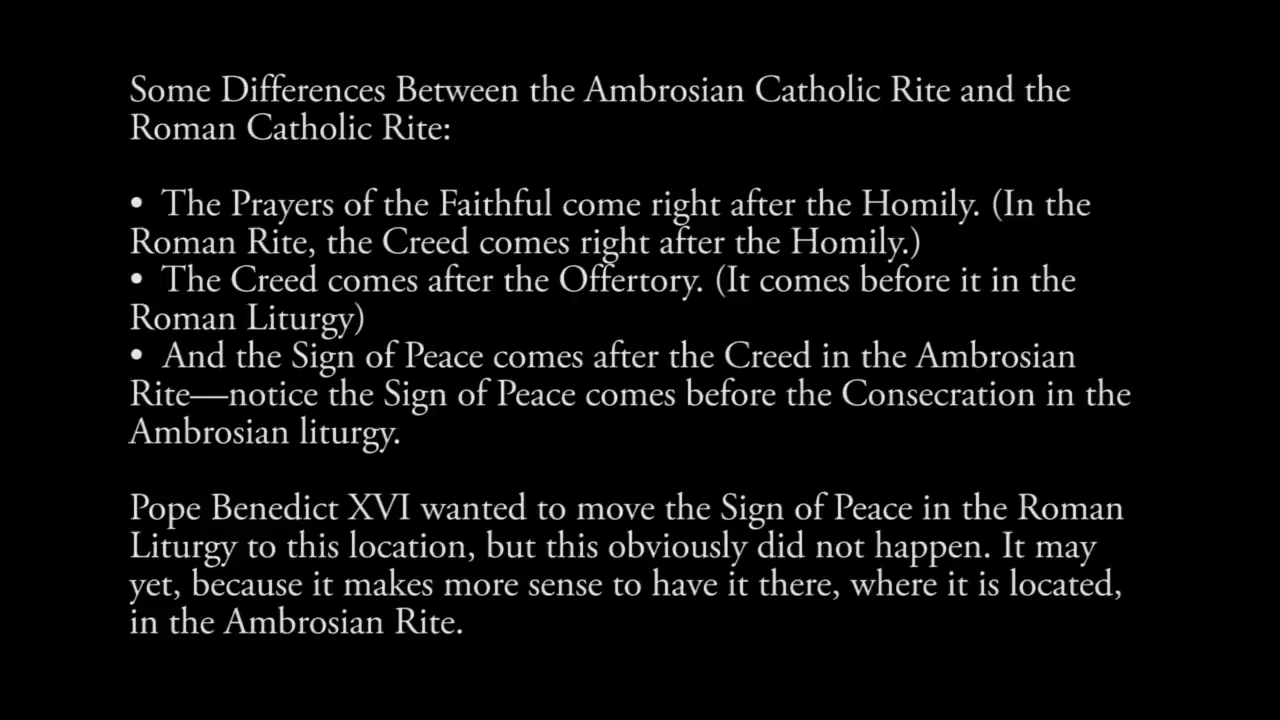 Some Differences Between the Ambrosian Catholic Rite and the
Roman Catholic Rite:
• The Prayers of the Faithful come right after the Homily. (In the
Roman Rite, the Creed comes right after the Homily.)
• The Creed comes after the Offertory. (It comes before it in the
Roman Liturgy)
• And the Sign of Peace comes after the Creed in the Ambrosian
Rite—notice the Sign of Peace comes before the Consecration in the
Ambrosian liturgy.
Pope Benedict XVI wanted to move the Sign of Peace in the Roman
Liturgy to this location, but this obviously did not happen. It may
yet, because it makes more sense to have it there, where it is located,
in the Ambrosian Rite.